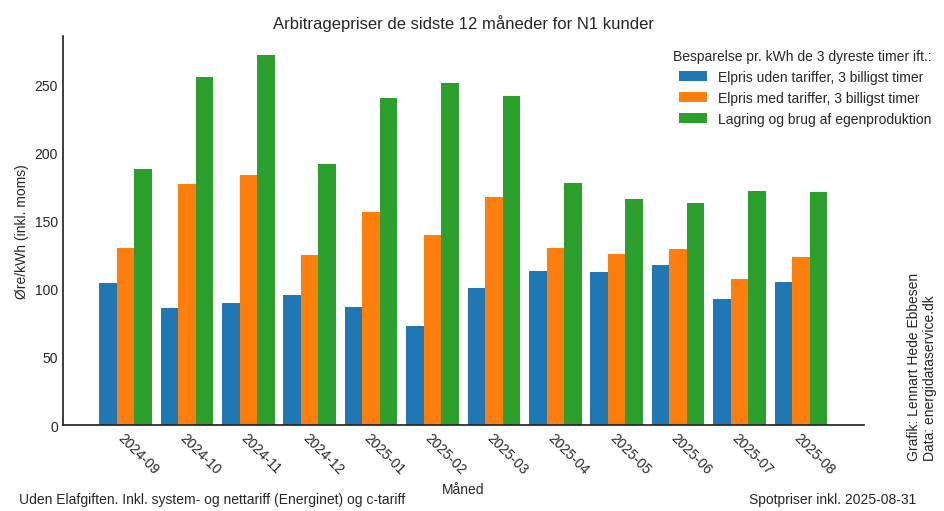 Arbitragepriser de sidste 12 måneder for N1 kunder
Besparelse pr. kWh de 3 dyreste timer ift.:
Elpris uden tariffer, 3 billigst timer
Elpris med tariffer, 3 billigst timer
Lagring og brug af egenproduktion
Øre/kWh (inkl. moms)
250
200
150
100
50
0
2024-09
2024-10
2024-11
2024-12
2025-01
2025-02
2025-03
2025-04
2025-05
2025-06
2025-07
2025-08
Måned
Grafik: Lennart Hede Ebbesen
Data: energidataservice.dk
Uden Elafgiften. Inkl. system- og nettariff (Energinet) og c-tariff
Spotpriser inkl. 2025-08-31